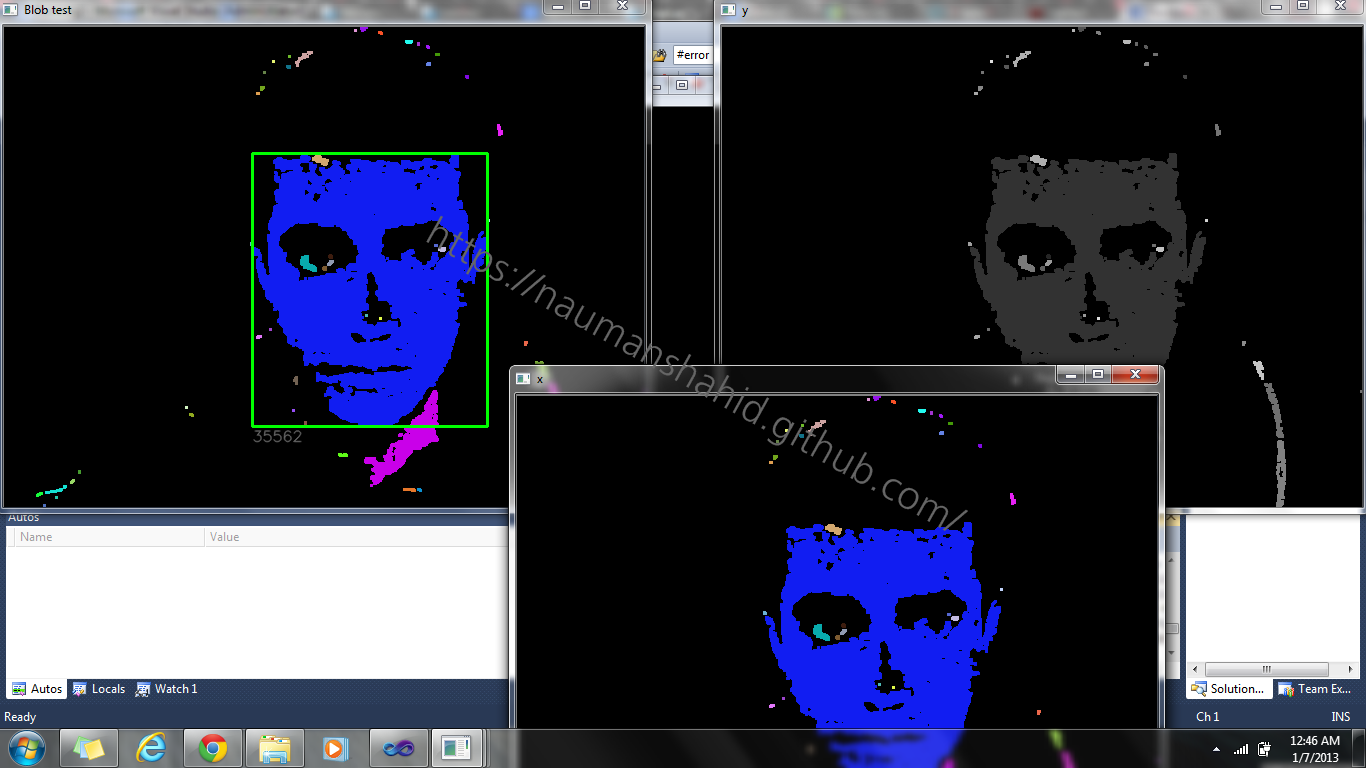 Blob test
y
#error
35562
x
https://naumanshahid.github.com/
Autos
Name
Value
Autos
Locals
Watch 1
Solution...
Team Ex...
Ready
Ch 1
INS
12:46 AM
1/7/2013